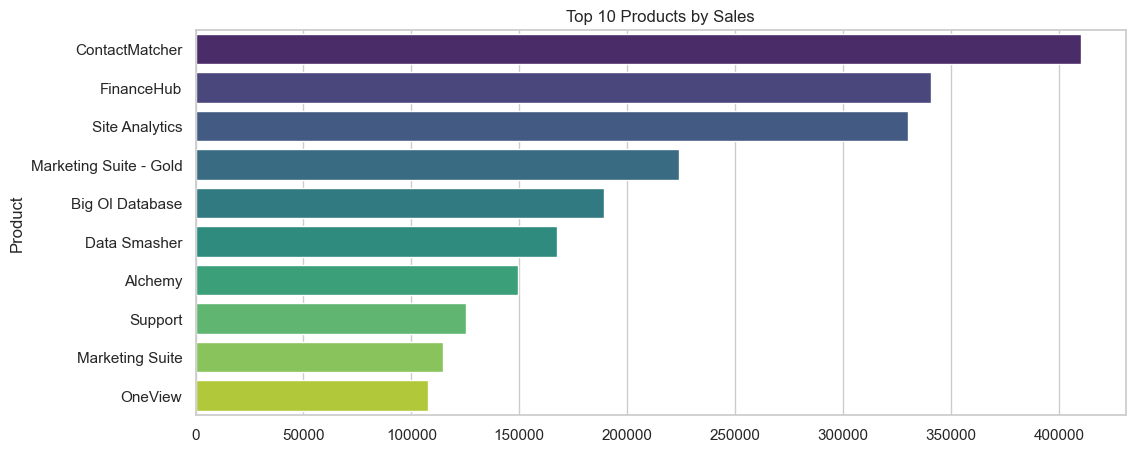 Top 10 Products by Sales
ContactMatcher
FinanceHub
Site Analytics
Marketing Suite - Gold
Big Ol Database
Data Smasher
Alchemy
Support
Marketing Suite
OneView
Product
0 50000 100000 150000 200000 250000 300000 350000 400000